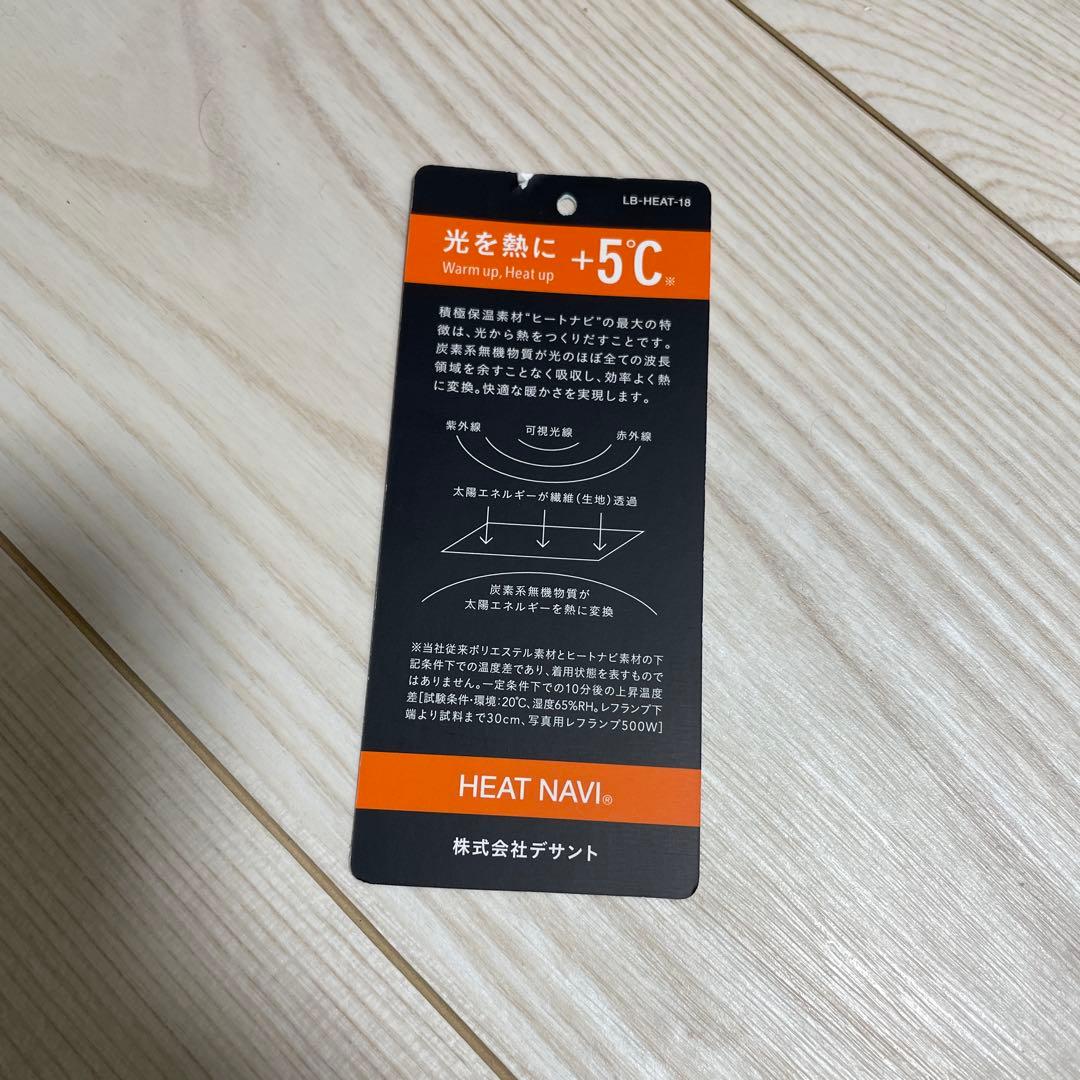 LB-HEAT-18
光を熱に +5℃※
Warm up, Heat up
積極保温素材“ヒートナビ”の最大の特
徴は、光から熱をつくりだすことです。
炭素系無機物質が光のほぼ全ての波長
領域を余すことなく吸収し、効率よく熱
に変換。快適な暖かさを実現します。
紫外線 可視光線 赤外線
太陽エネルギーが繊維(生地)透過
炭素系無機物質が
太陽エネルギーを熱に変換
※当社従来ポリエステル素材とヒートナビ素材の下
記条件下での温度差であり、着用状態を表すもので
はありません。一定条件下での10分後の上昇温度
差[試験条件・環境:20℃、湿度65%RH。レフランプ下
端より試料まで30cm、写真用レフランプ500W]
HEAT NAVI®
株式会社デサント